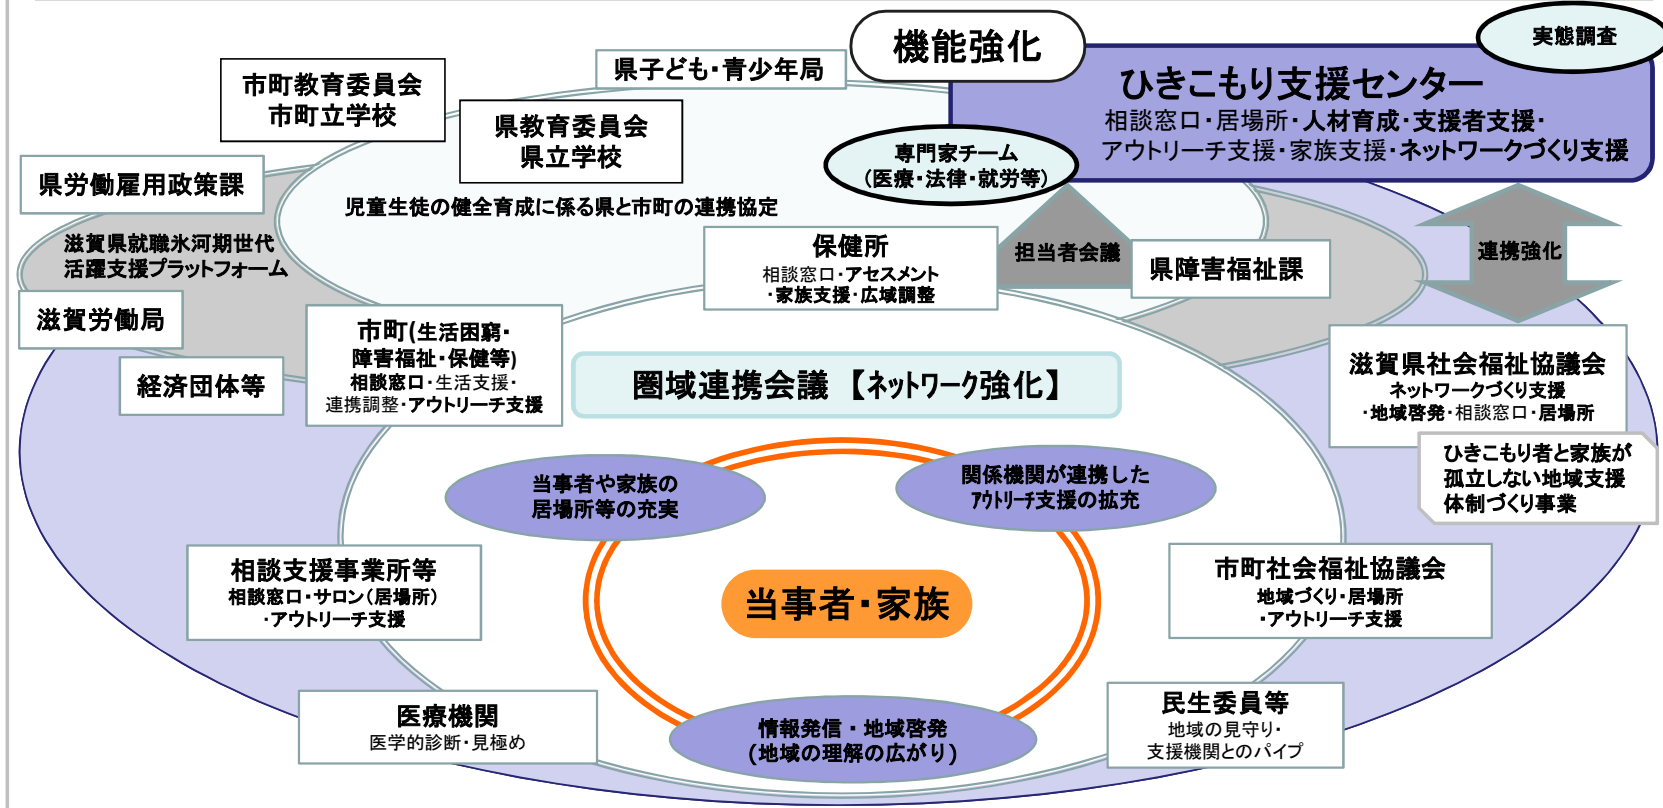 機能強化
実態調査
ひきこもり支援センター
相談窓口・居場所・人材育成・支援者支援・
アウトリーチ支援・家族支援・ネットワークづくり支援
専門家チーム
(医療・法律・就労等)
県子ども・青少年局
市町教育委員会
市町立学校
県教育委員会
県立学校
県労働雇用政策課
児童生徒の健全育成に係る県と市町の連携協定
滋賀県就職氷河期世代
活躍支援プラットフォーム
保健所
相談窓口・アセスメント
・家族支援・広域調整
担当者会議
県障害福祉課
連携強化
滋賀労働局
経済団体等
市町(生活困窮・
障害福祉・保健等)
相談窓口・生活支援・
連携調整・アウトリーチ支援
圏域連携会議 【ネットワーク強化】
滋賀県社会福祉協議会
ネットワークづくり支援
・地域啓発・相談窓口・居場所
ひきこもり者と家族が
孤立しない地域支援
体制づくり事業
当事者や家族の
居場所等の充実
関係機関が連携した
アウトリーチ支援の拡充
相談支援事業所等
相談窓口・サロン(居場所)
・アウトリーチ支援
当事者・家族
市町社会福祉協議会
地域づくり・居場所
・アウトリーチ支援
医療機関
医学的診断・見極め
情報発信・地域啓発
(地域の理解の広がり)
民生委員等
地域の見守り・
支援機関とのパイプ